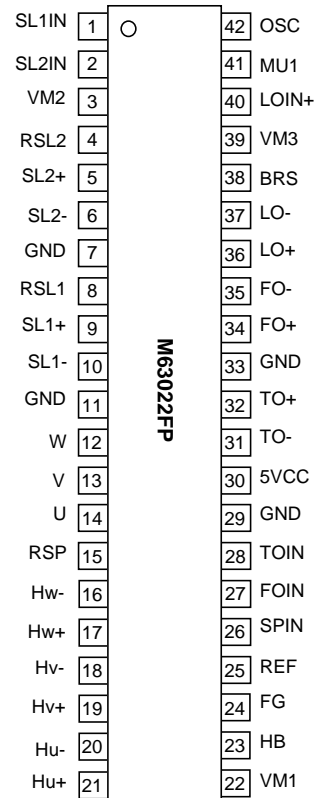 SL1IN 1 42 OSC
SL2IN 2 41 MU1
VM2 3 40 LOIN+
RSL2 4 39 VM3
SL2+ 5 38 BRS
SL2- 6 37 LO-
GND 7 36 LO+
RSL1 8 35 FO-
SL1+ 9 34 FO+
SL1- 10 33 GND
GND 11 32 TO+
W 12 31 TO-
V 13 30 5VCC
U 14 29 GND
RSP 15 28 TOIN
Hw- 16 27 FOIN
Hw+ 17 26 SPIN
Hv- 18 25 REF
Hv+ 19 24 FG
Hu- 20 23 HB
Hu+ 21 22 VM1
M63022FP